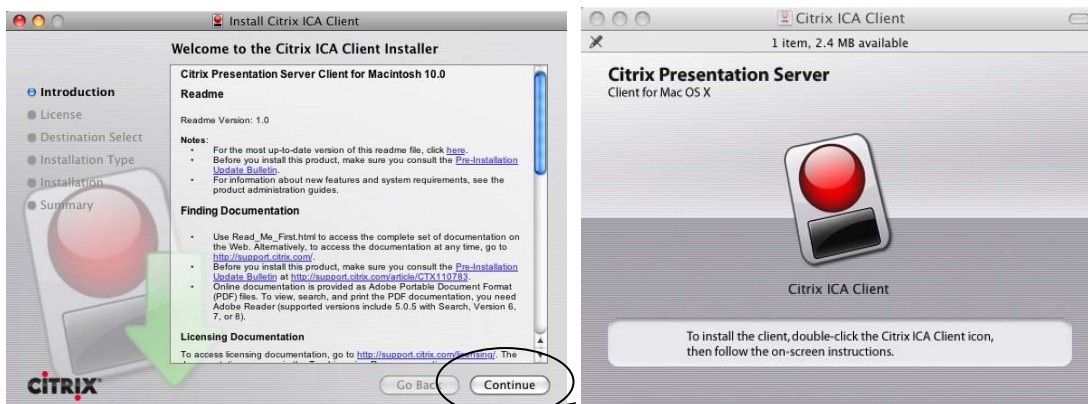 Install Citrix ICA Client
Welcome to the Citrix ICA Client Installer
Introduction
License
Destination Select
Installation Type
Installation
Summary
Citrix Presentation Server Client for Macintosh 10.0
Readme
Readme Version: 1.0
Notes:
• For the most up-to-date version of this readme file, click here.
• Before you install this product, make sure you consult the Pre-Installation
Update Bulletin.
• For information about new features and system requirements, see the
product administration guides.
Finding Documentation
• Use Read_Me_First.html to access the complete set of documentation on
the Web. Alternatively, to access the documentation at any time, go to
http://support.citrix.com/.
• Before you install this product, make sure you consult the Pre-Installation
Update Bulletin at http://support.citrix.com/article/CTX110783.
• Online documentation is provided as Adobe Portable Document Format
(PDF) files. To view, search, and print the PDF documentation, you need
Adobe Reader (supported versions include 5.0.5 with Search, Version 6,
7, or 8).
Licensing Documentation
To access licensing documentation, go to http://support.citrix.com/licensing/. The
CITRIX
Go Back
Continue
Citrix ICA Client
1 item, 2.4 MB available
Citrix Presentation Server
Client for Mac OS X
Citrix ICA Client
To install the client, double-click the Citrix ICA Client icon,
then follow the on-screen instructions.